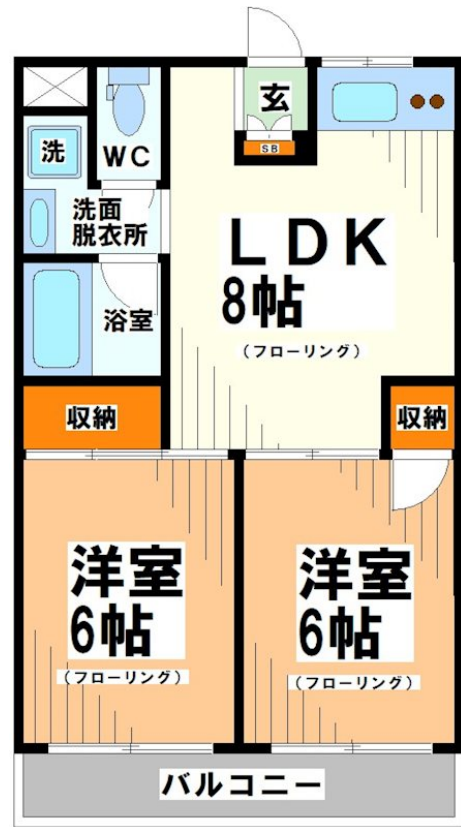 玄
SB
洗
WC
洗面
脱衣所
LDK
8帖
(フローリング)
浴室
収納
収納
洋室
6帖
(フローリング)
洋室
6帖
(フローリング)
バルコニー